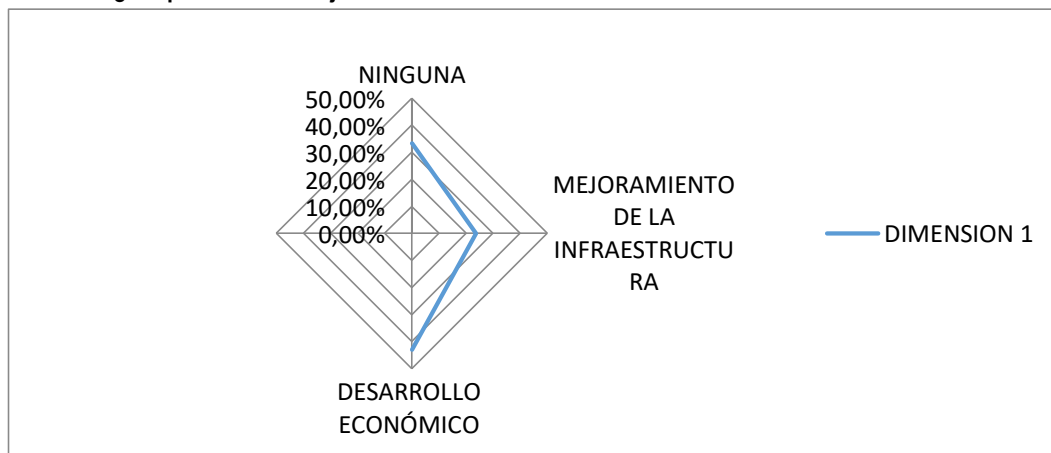 NINGUNA
50,00%
40,00%
30,00%
20,00%
10,00%
0,00%
MEJORAMIENTO
DE LA
INFRAESTRUCTU
RA
DIMENSION 1
DESARROLLO
ECONÓMICO